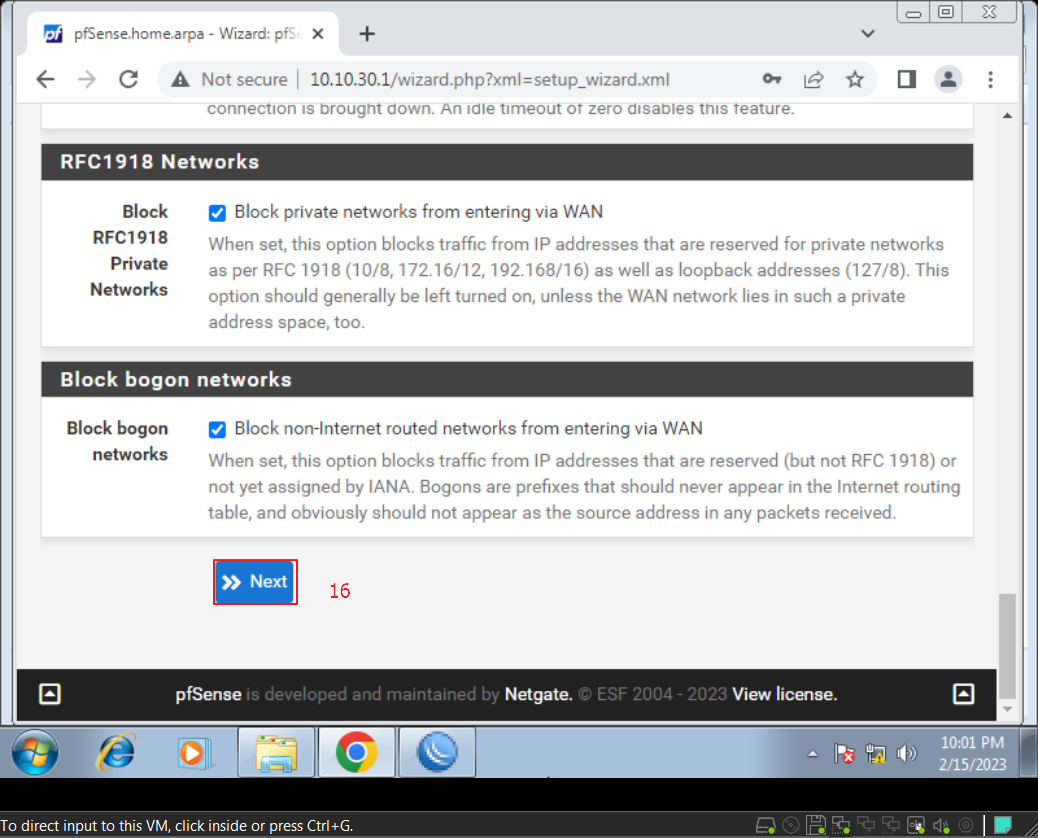 pfSense.home.arpa - Wizard: pfSe
Not secure
10.10.30.1/wizard.php?xml=setup_wizard.xml
connection is brought down. An idle timeout of zero disables this feature.
RFC1918 Networks
Block RFC1918 Private Networks
Block private networks from entering via WAN
When set, this option blocks traffic from IP addresses that are reserved for private networks
as per RFC 1918 (10/8, 172.16/12, 192.168/16) as well as loopback addresses (127/8). This
option should generally be left turned on, unless the WAN network lies in such a private
address space, too.
Block bogon networks
Block bogon networks
Block non-Internet routed networks from entering via WAN
When set, this option blocks traffic from IP addresses that are reserved (but not RFC 1918) or
not yet assigned by IANA. Bogons are prefixes that should never appear in the Internet routing
table, and obviously should not appear as the source address in any packets received.
Next
16
pfSense is developed and maintained by Netgate. © ESF 2004 - 2023 View license.
10:01 PM
2/15/2023
To direct input to this VM, click inside or press Ctrl+G.